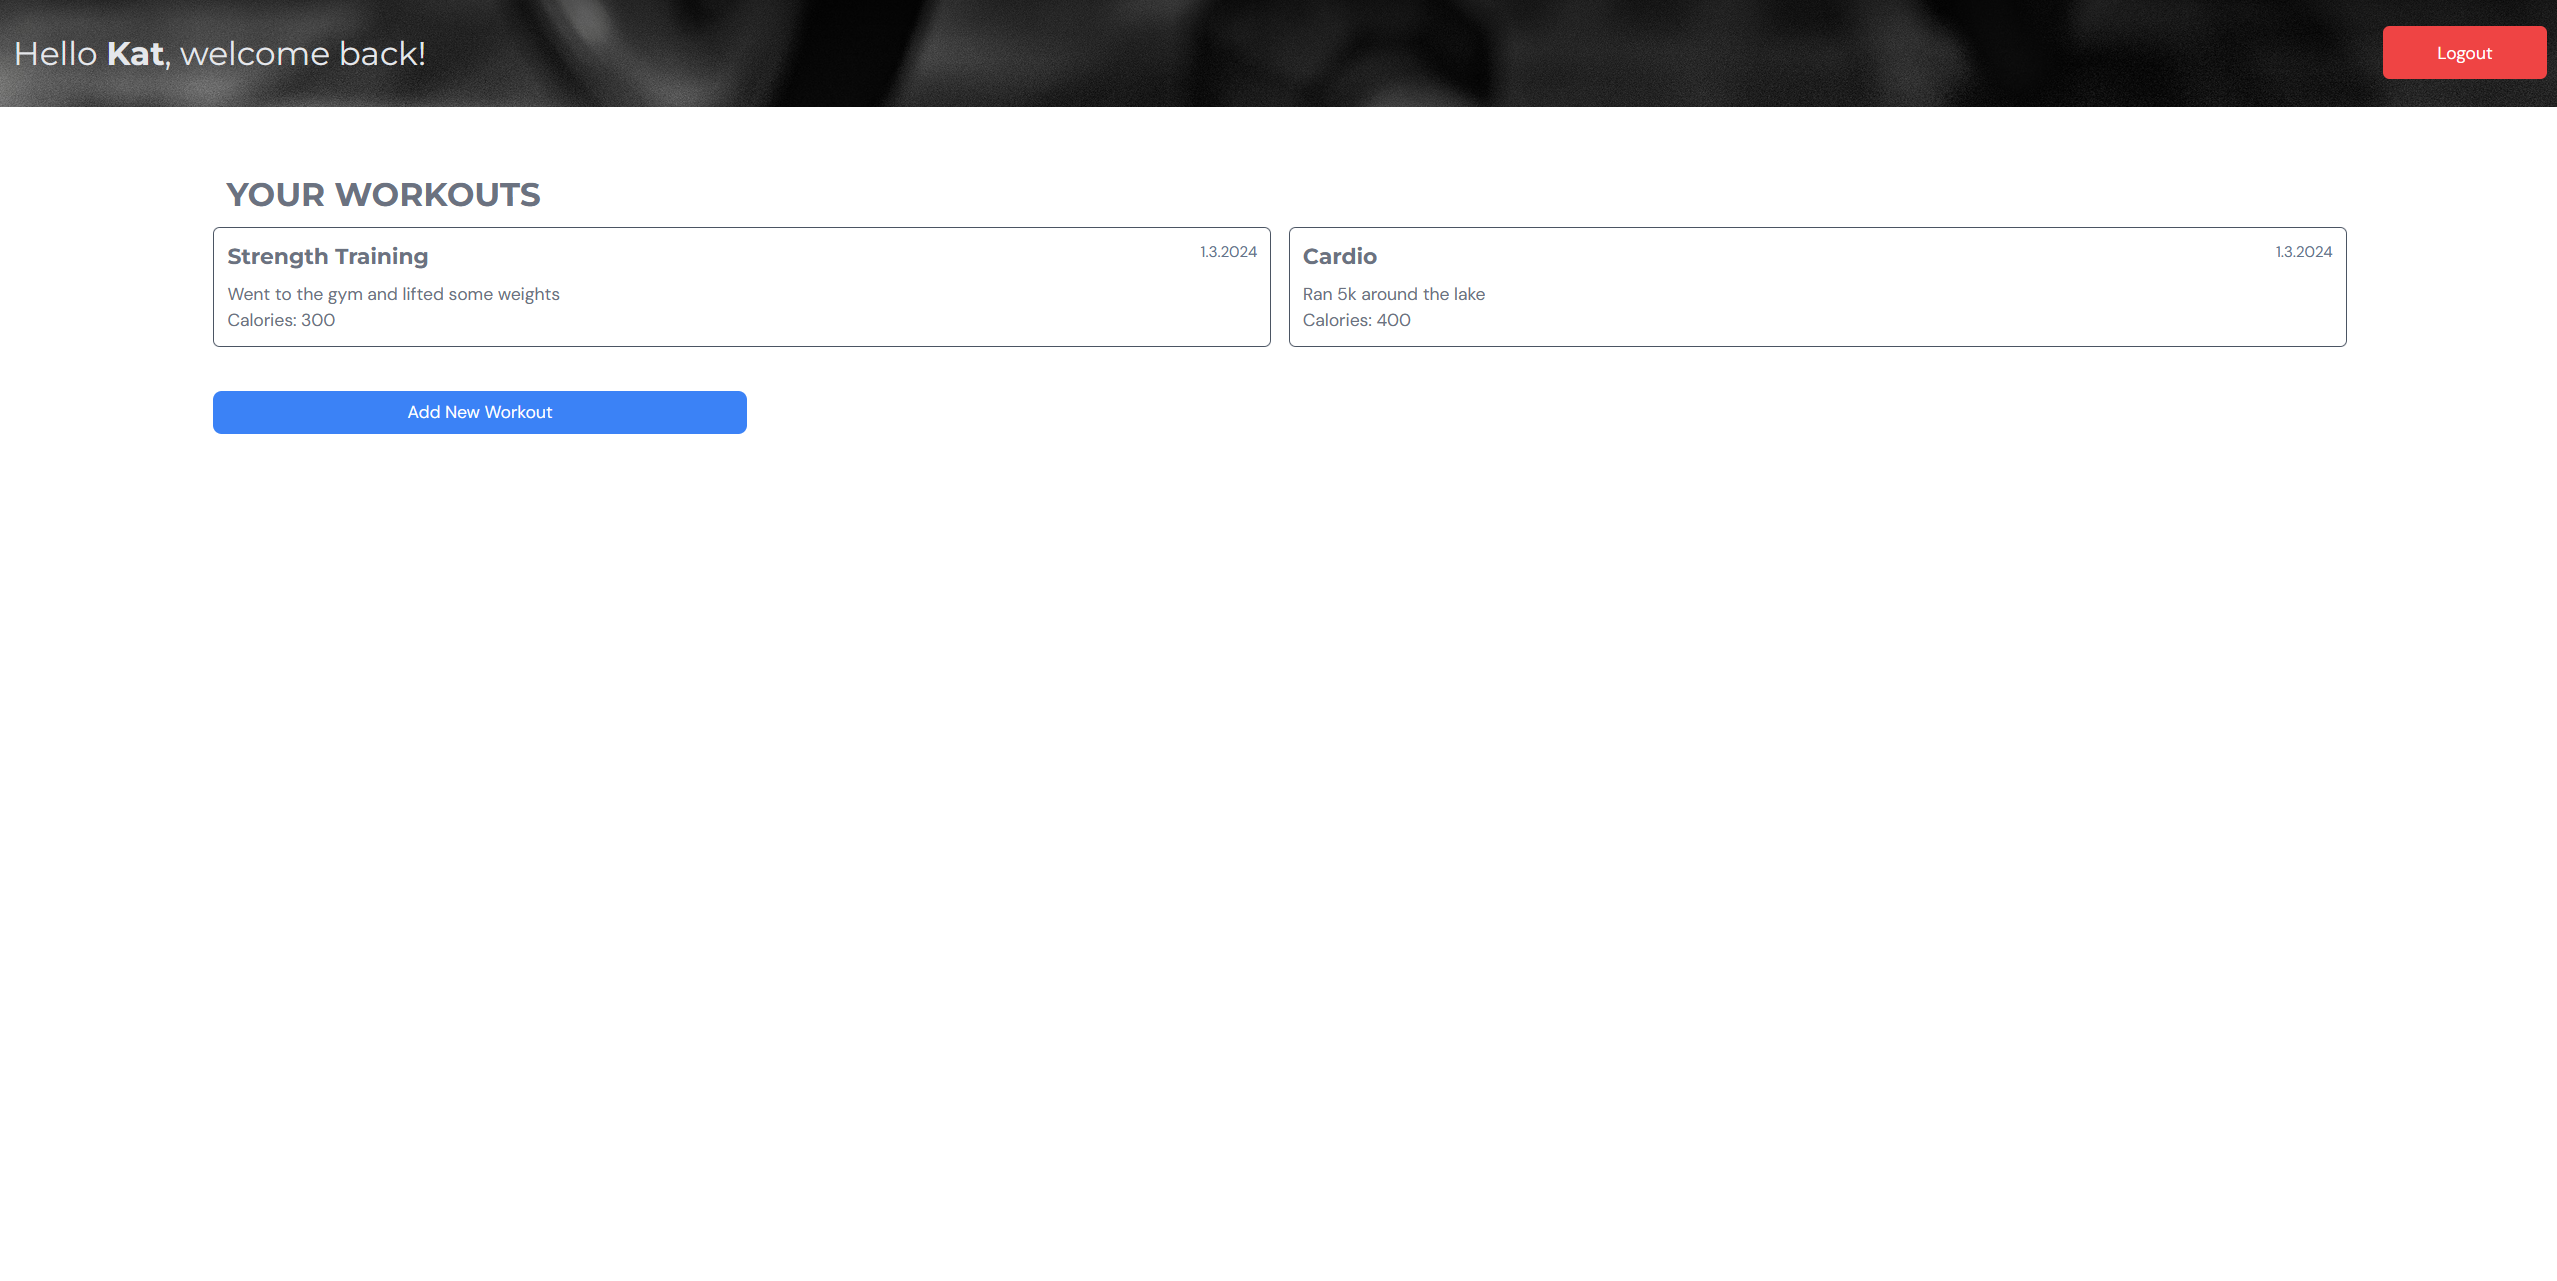 Hello Kat, welcome back!
Logout
YOUR WORKOUTS
Strength Training
1.3.2024
Went to the gym and lifted some weights
Calories: 300
Cardio
1.3.2024
Ran 5k around the lake
Calories: 400
Add New Workout